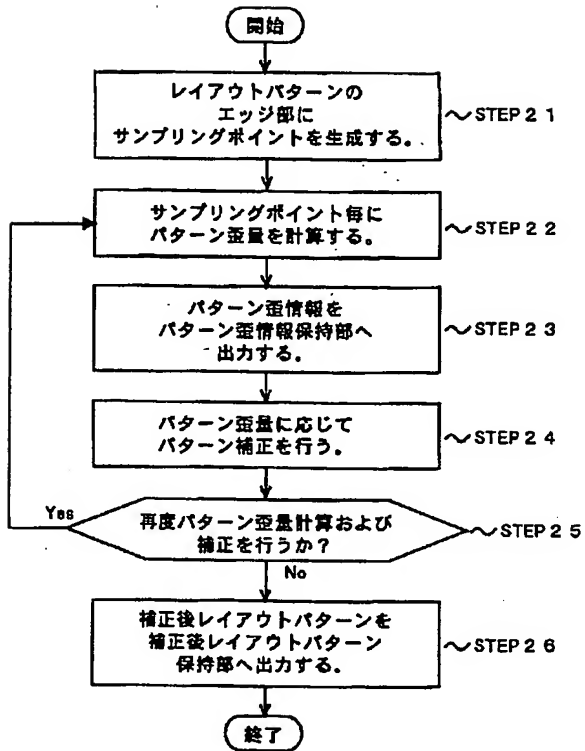 開始
レイアウトパターンの
エッジ部に
サンプリングポイントを生成する。
～STEP21
サンプリングポイント毎に
パターン歪量を計算する。
～STEP22
パターン歪情報を
パターン歪情報保持部へ
出力する。
～STEP23
パターン歪量に応じて
パターン補正を行う。
～STEP24
Yes
再度パターン歪量計算および
補正を行うか？
～STEP25
No
補正後レイアウトパターンを
補正後レイアウトパターン
保持部へ出力する。
～STEP26
終了